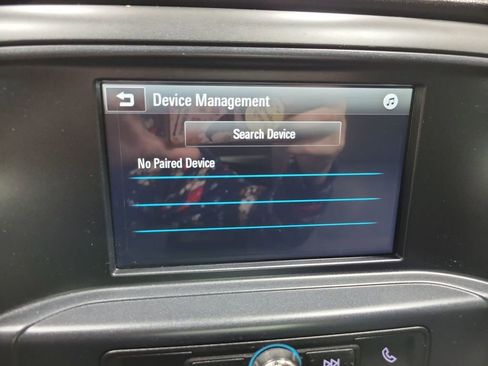 Device Management
Search Device
No Paired Device